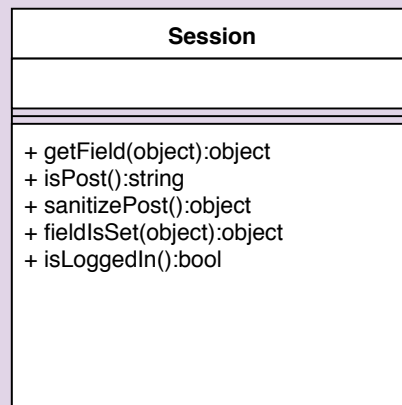 Session
+ getField(object):object
+ isPost():string
+ sanitizePost():object
+ fieldIsSet(object):object
+ isLoggedIn():bool